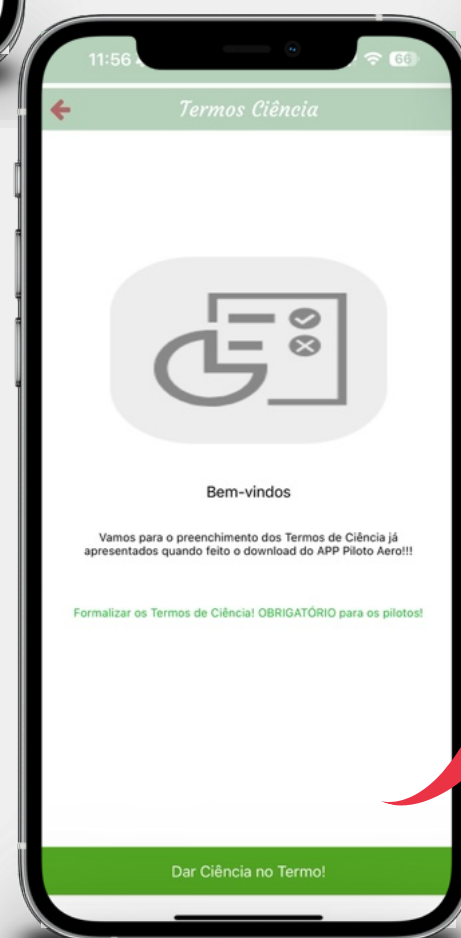 11:56
66
Termos Ciência
Bem-vindos
Vamos para o preenchimento dos Termos de Ciência já
apresentados quando feito o download do APP Piloto Aero!!!
Formalizar os Termos de Ciência! OBRIGATÓRIO para os pilotos!
Dar Ciência no Termo!